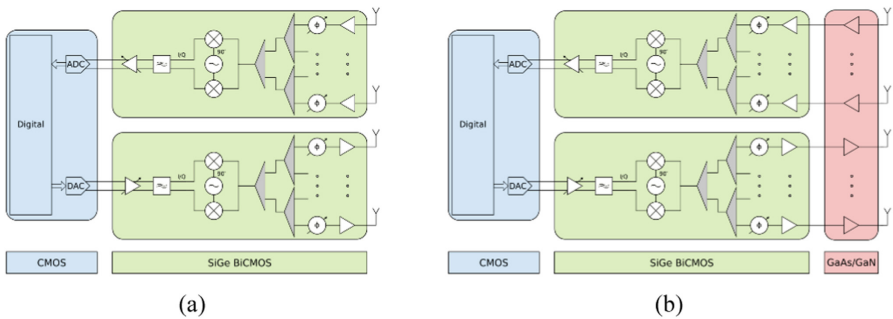 ADC
I/Q
90°
ϕ
ϕ
Digital
DAC
I/Q
90°
ϕ
ϕ
CMOS
SiGe BiCMOS
(a)
ADC
I/Q
90°
ϕ
ϕ
Digital
DAC
I/Q
90°
ϕ
ϕ
CMOS
SiGe BiCMOS
GaAs/GaN
(b)